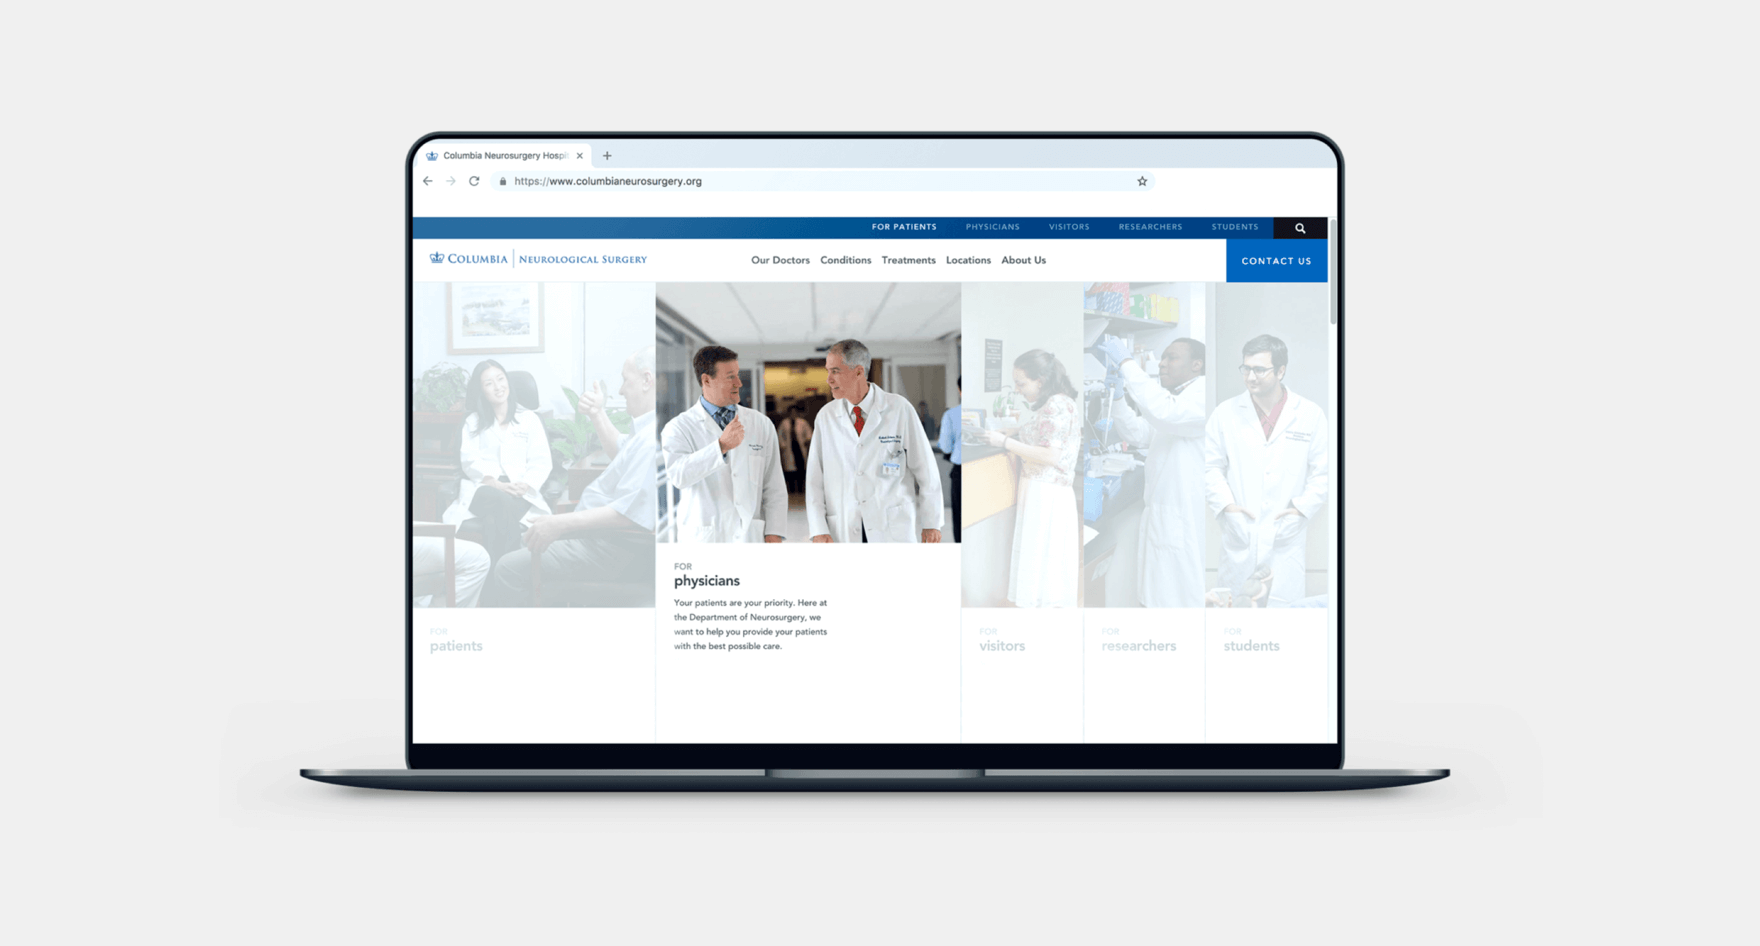 Columbia Neurosurgery Hospi
https://www.columbianeurosurgery.org
FOR PATIENTS PHYSICIANS VISITORS RESEARCHERS STUDENTS
COLUMBIA NEUROLOGICAL SURGERY
Our Doctors Conditions Treatments Locations About Us
CONTACT US
FOR
physicians
Your patients are your priority. Here at
the Department of Neurosurgery, we
want to help you provide your patients
with the best possible care.
FOR
patients
FOR
visitors
FOR
researchers
FOR
students